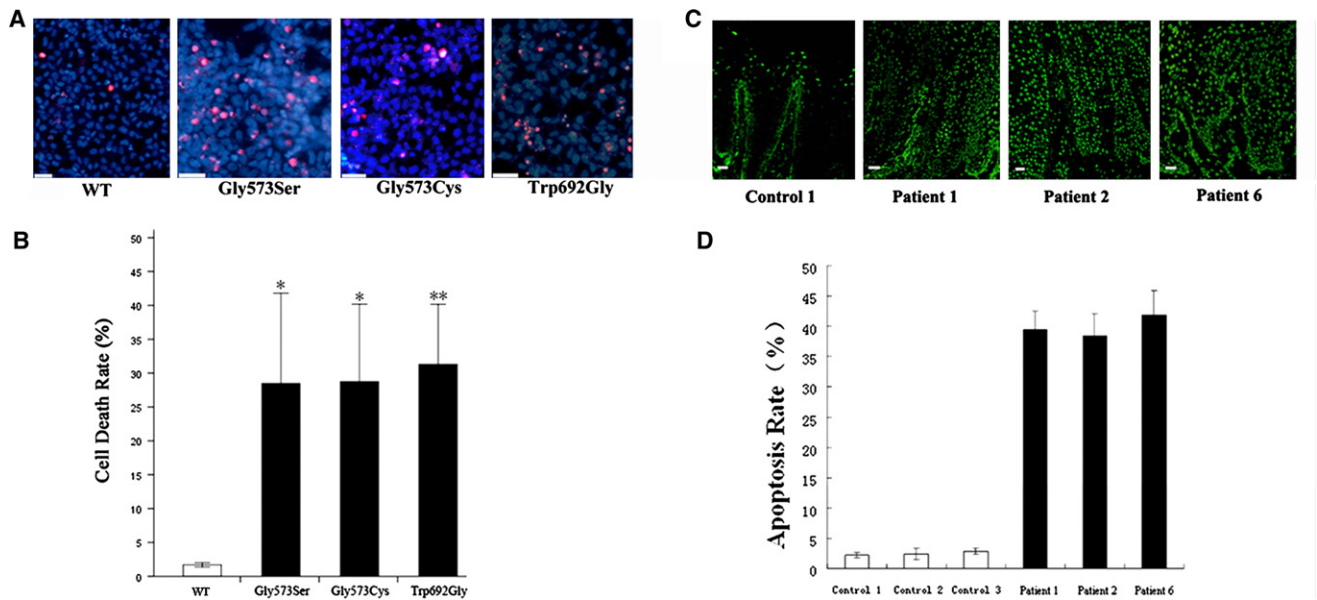 A
WT
Gly573Ser
Gly573Cys
Trp692Gly
C
Control 1
Patient 1
Patient 2
Patient 6
B
Cell Death Rate (%)
50
45
40
35
30
25
20
15
10
5
0
*
*
**
WT
Gly573Ser
Gly573Cys
Trp692Gly
D
Apoptosis Rate (%)
50
45
40
35
30
25
20
15
10
5
0
Control 1
Control 2
Control 3
Patient 1
Patient 2
Patient 6